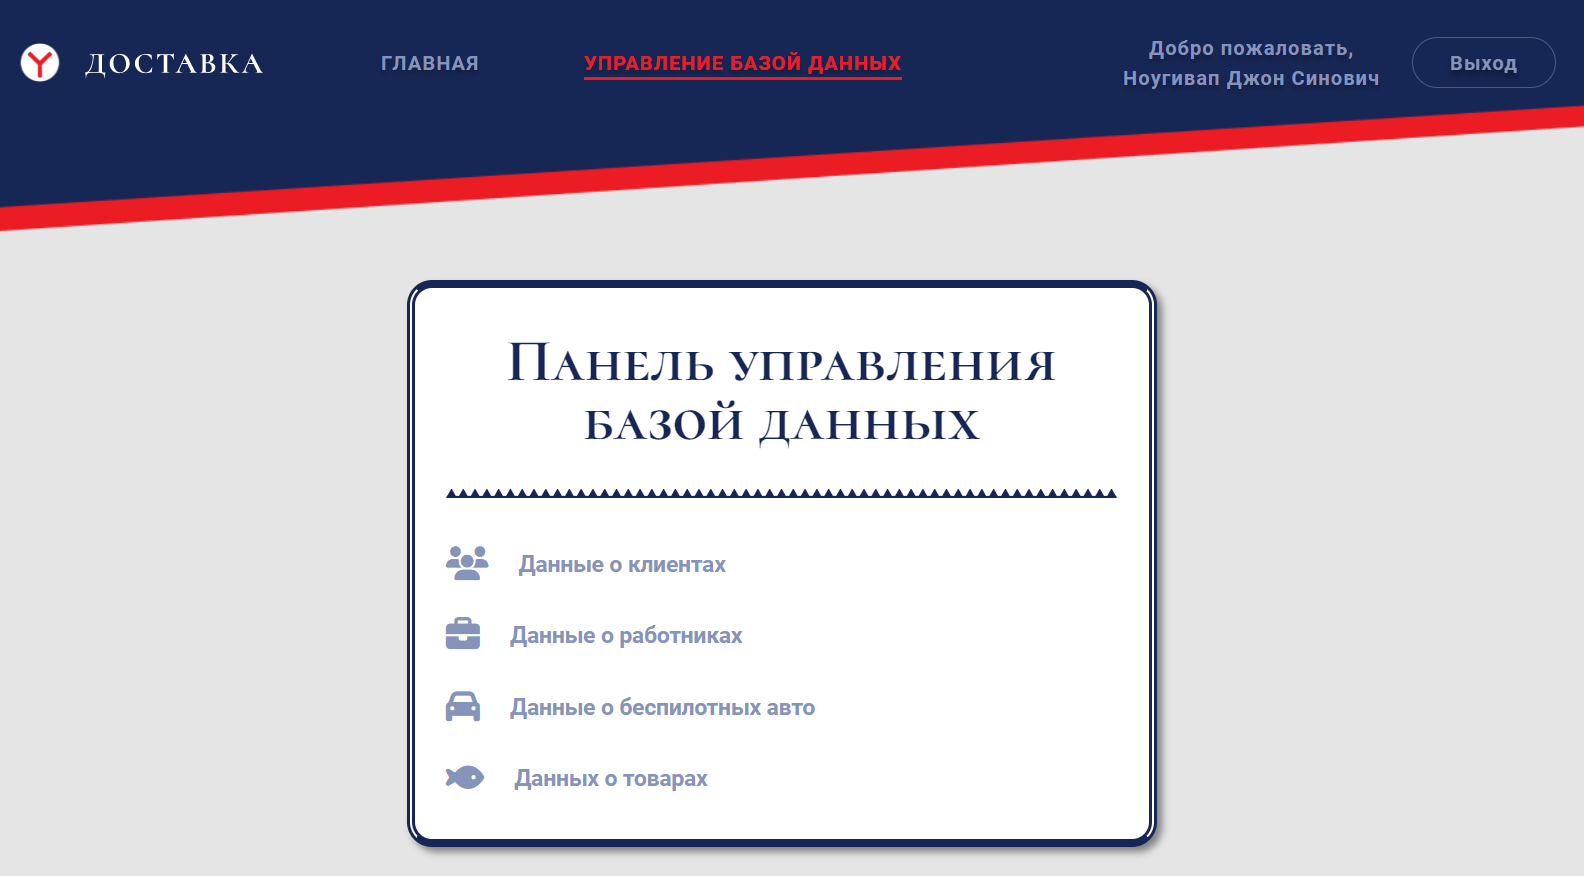 ДОСТАВКА
ГЛАВНАЯ
УПРАВЛЕНИЕ БАЗОЙ ДАННЫХ
Добро пожаловать,
Ноугивап Джон Синович
Выход
Панель управления
базой данных
Данные о клиентах
Данные о работниках
Данные о беспилотных авто
Данных о товарах